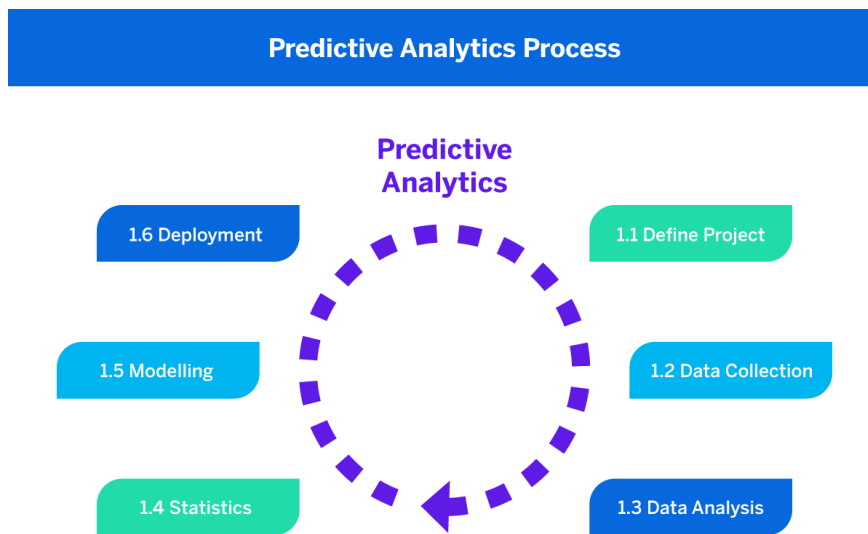 Predictive Analytics Process
Predictive
Analytics
1.6 Deployment
1.1 Define Project
1.5 Modelling
1.2 Data Collection
1.4 Statistics
1.3 Data Analysis